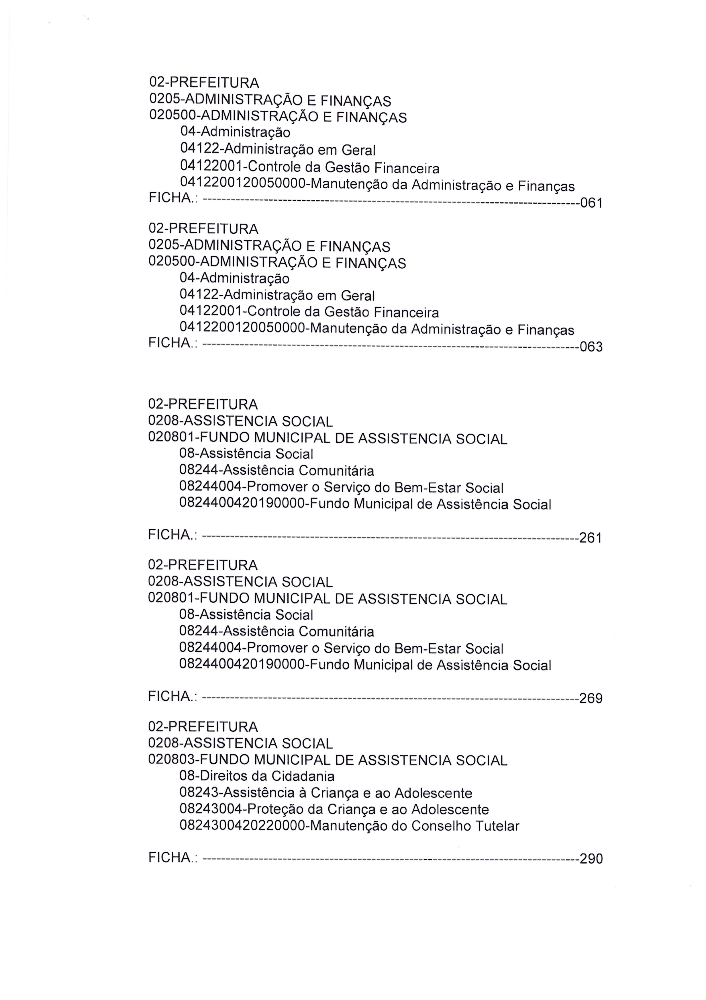 02-PREFEITURA
0205-ADMINISTRAÇÃO E FINANÇAS
020500-ADMINISTRAÇÃO E FINANÇAS
04-Administração
04122-Administração em Geral
04122001-Controle da Gestão Financeira
0412200120050000-Manutenção da Administração e Finanças
FICHA.: --------------------------------------------------------------------------------061
02-PREFEITURA
0205-ADMINISTRAÇÃO E FINANÇAS
020500-ADMINISTRAÇÃO E FINANÇAS
04-Administração
04122-Administração em Geral
04122001-Controle da Gestão Financeira
0412200120050000-Manutenção da Administração e Finanças
FICHA.: --------------------------------------------------------------------------------063
02-PREFEITURA
0208-ASSISTENCIA SOCIAL
020801-FUNDO MUNICIPAL DE ASSISTENCIA SOCIAL
08-Assistência Social
08244-Assistência Comunitária
08244004-Promover o Serviço do Bem-Estar Social
0824400420190000-Fundo Municipal de Assistência Social
FICHA.: --------------------------------------------------------------------------------261
02-PREFEITURA
0208-ASSISTENCIA SOCIAL
020801-FUNDO MUNICIPAL DE ASSISTENCIA SOCIAL
08-Assistência Social
08244-Assistência Comunitária
08244004-Promover o Serviço do Bem-Estar Social
0824400420190000-Fundo Municipal de Assistência Social
FICHA.: --------------------------------------------------------------------------------269
02-PREFEITURA
0208-ASSISTENCIA SOCIAL
020803-FUNDO MUNICIPAL DE ASSISTENCIA SOCIAL
08-Direitos da Cidadania
08243-Assistência à Criança e ao Adolescente
08243004-Proteção da Criança e ao Adolescente
0824300420220000-Manutenção do Conselho Tutelar
FICHA.: --------------------------------------------------------------------------------290